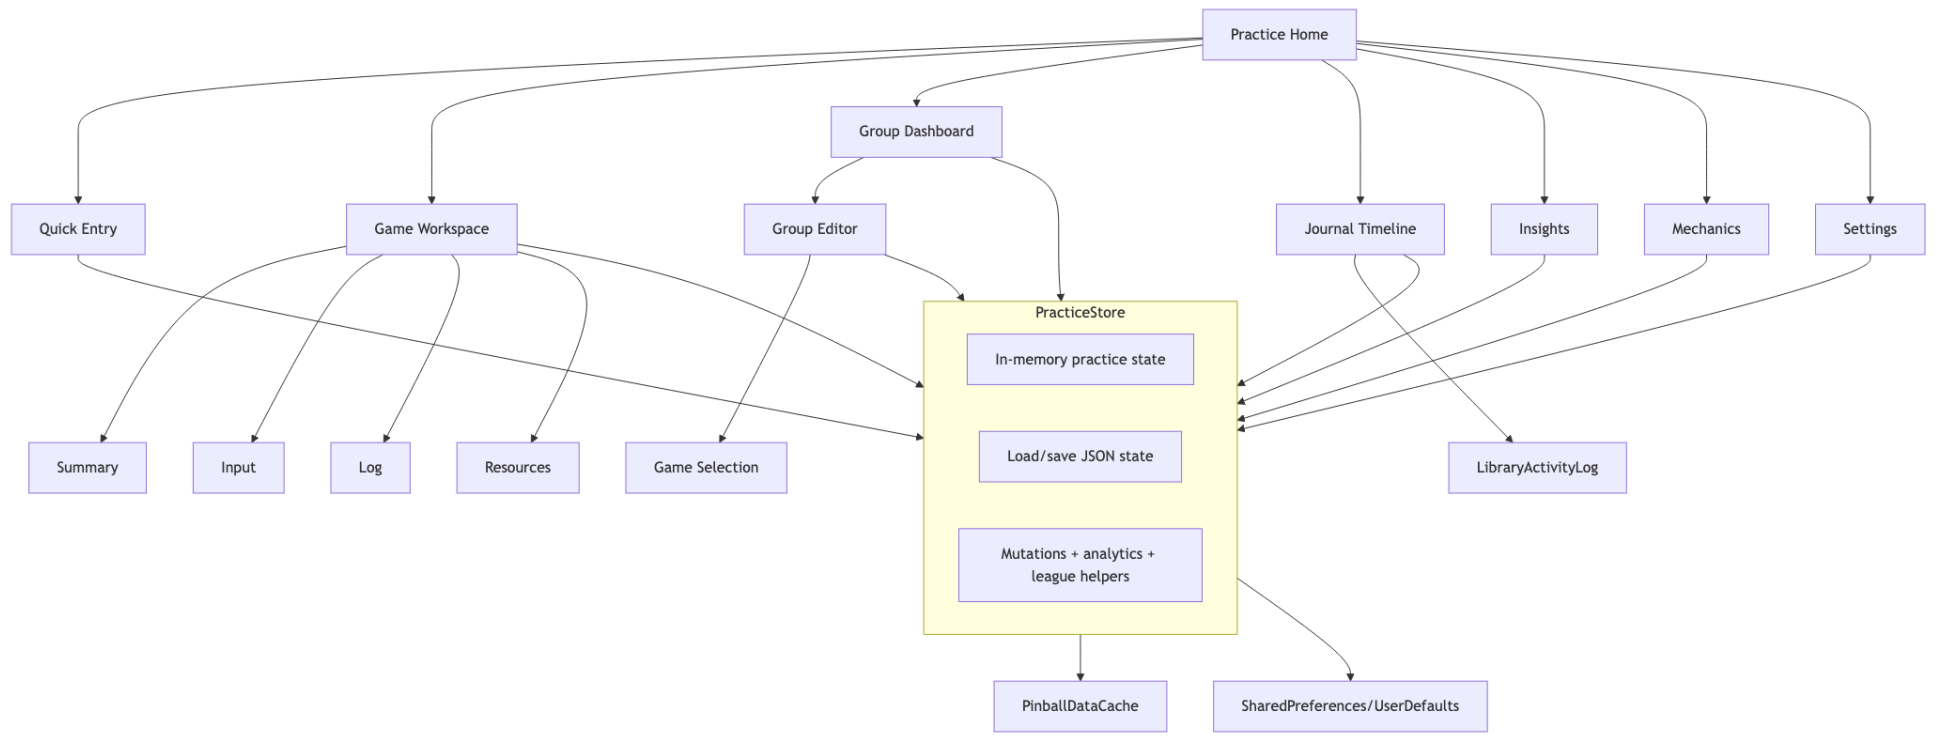 Practice Home
Group Dashboard
Quick Entry
Game Workspace
Group Editor
Journal Timeline
Insights
Mechanics
Settings
PracticeStore
In-memory practice state
Summary
Input
Log
Resources
Game Selection
Load/save JSON state
LibraryActivityLog
Mutations + analytics +
league helpers
PinballDataCache
SharedPreferences/UserDefaults